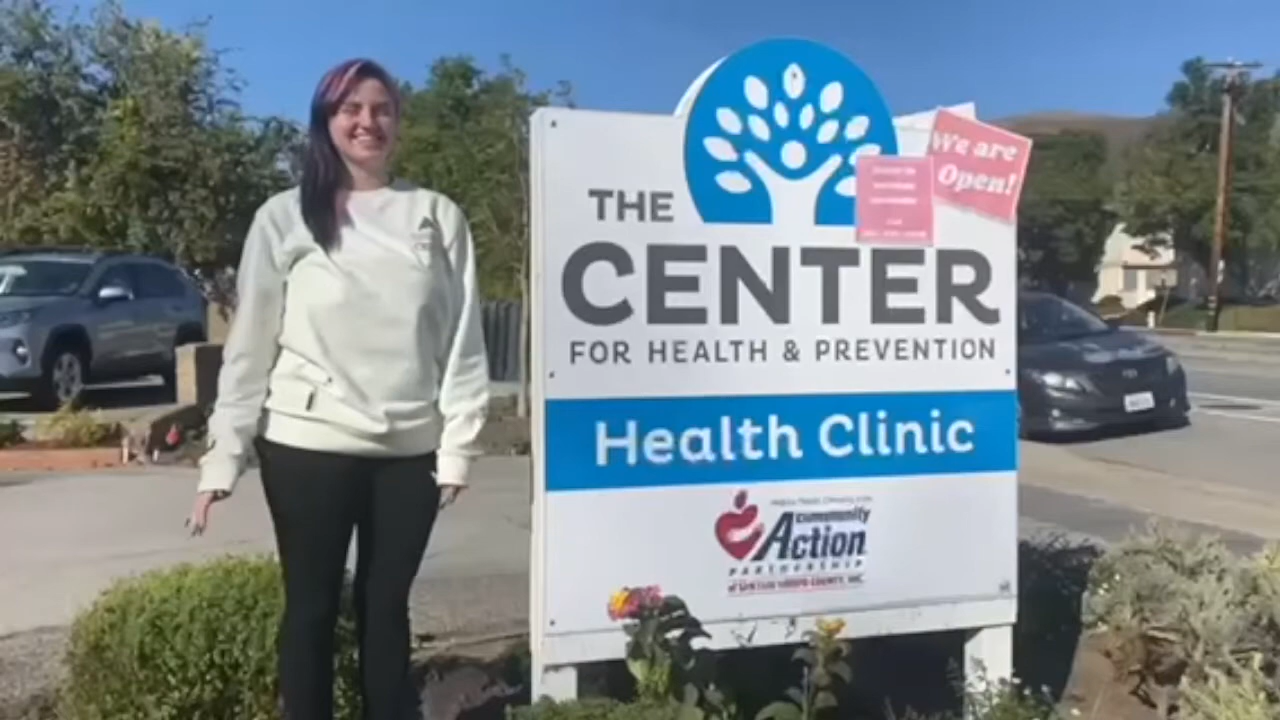 We are
Open!
THE
CENTER
FOR HEALTH & PREVENTION
Health Clinic
Community
Action
PARTNERSHIP